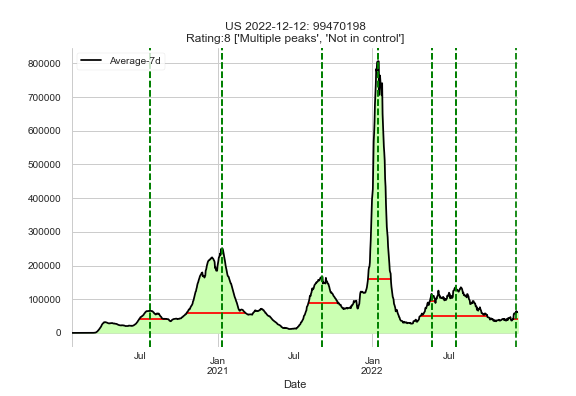 US 2022-12-12: 99470198
Rating:8 ['Multiple peaks', 'Not in control']
Average-7d
800000
700000
600000
500000
400000
300000
200000
100000
0
Jul
Jan
2021
Jul
Jan
2022
Jul
Date